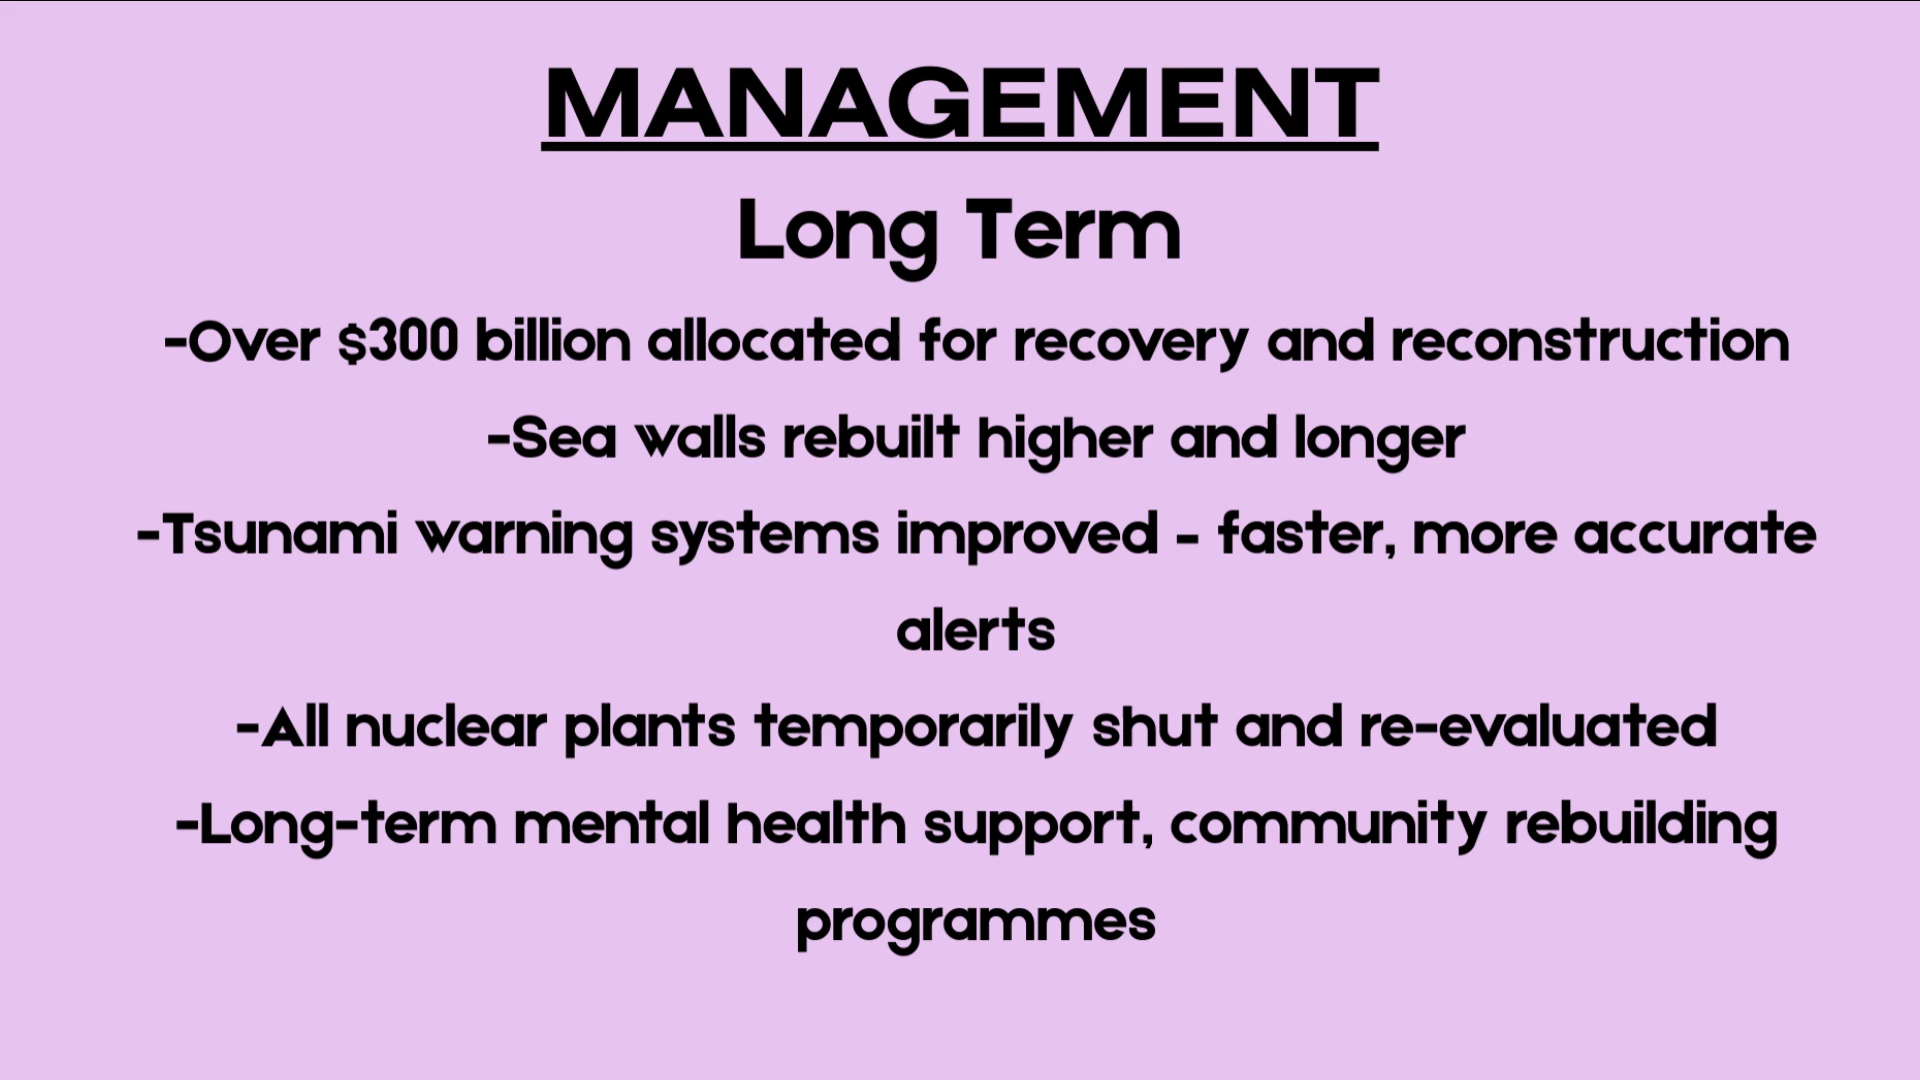 MANAGEMENT
Long Term
-Over $300 billion allocated for recovery and reconstruction
-Sea walls rebuilt higher and longer
-Tsunami warning systems improved - faster, more accurate
alerts
-All nuclear plants temporarily shut and re-evaluated
-Long-term mental health support, community rebuilding
programmes